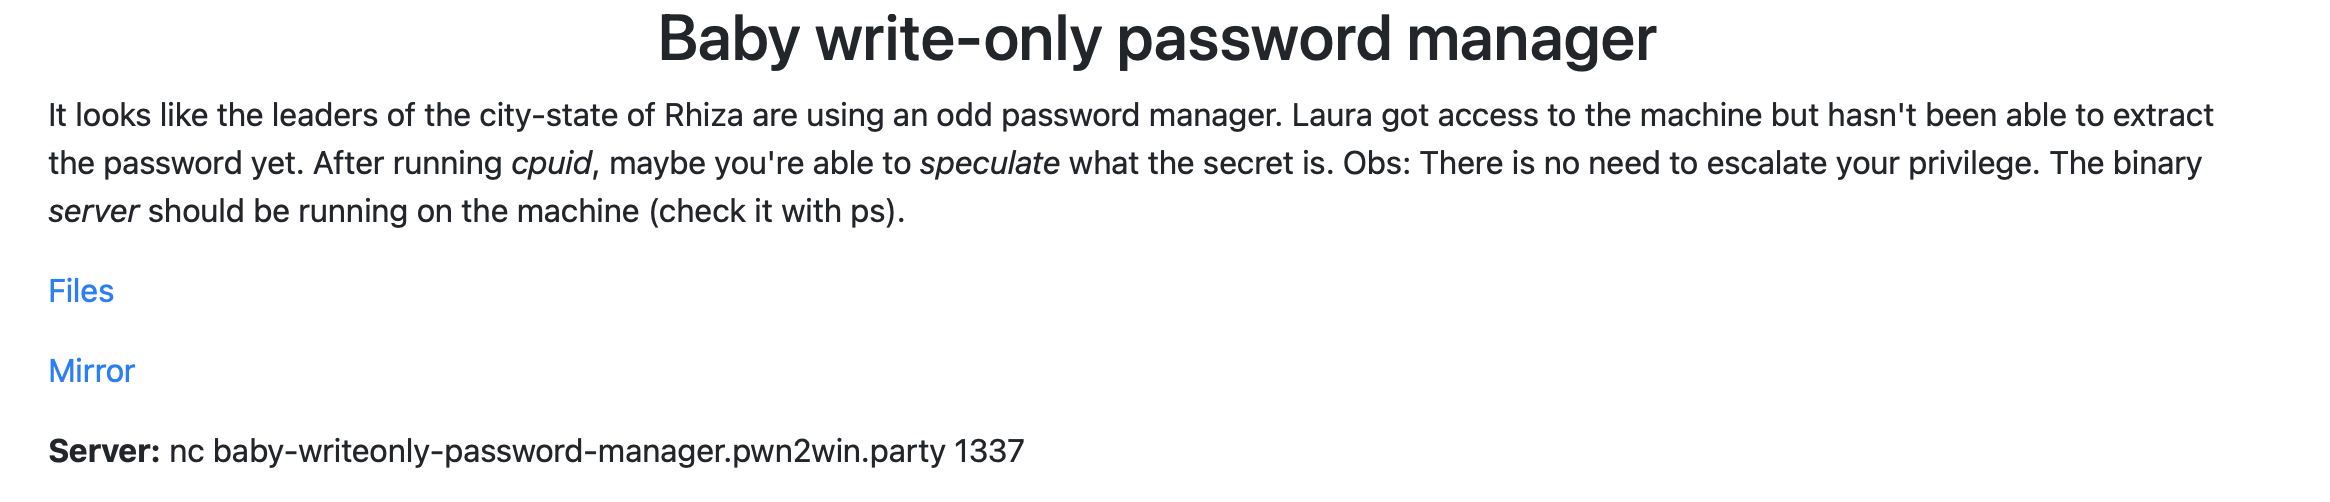 Baby write-only password manager
It looks like the leaders of the city-state of Rhiza are using an odd password manager. Laura got access to the machine but hasn't been able to extract
the password yet. After running cpuid, maybe you're able to speculate what the secret is. Obs: There is no need to escalate your privilege. The binary
server should be running on the machine (check it with ps).
Files
Mirror
Server: nc baby-writeonly-password-manager.pwn2win.party 1337